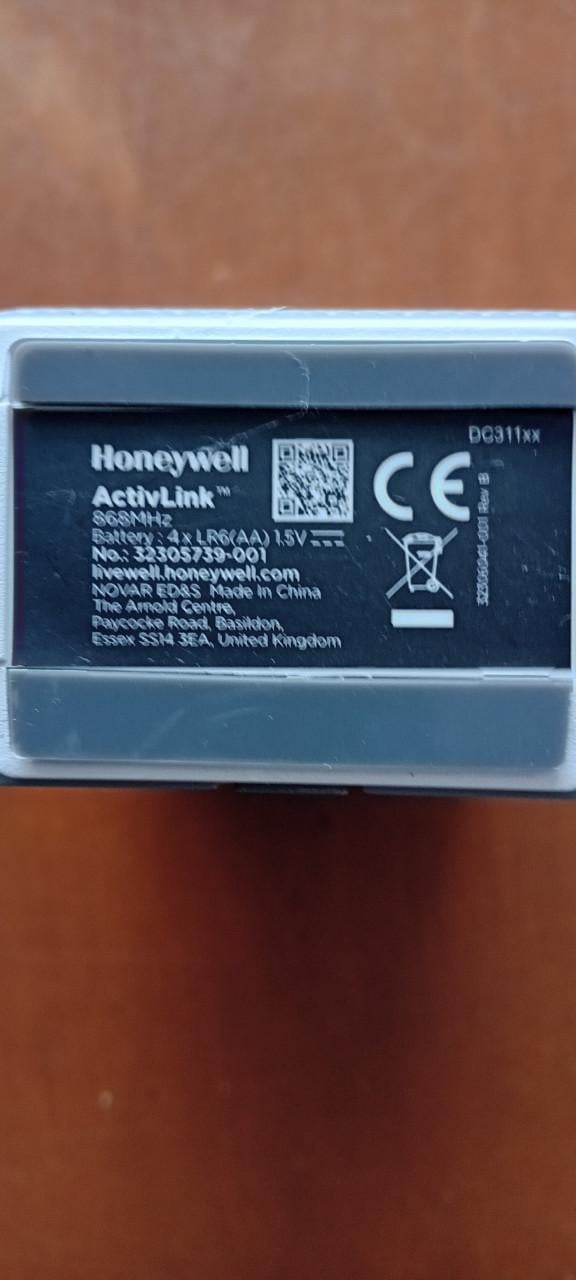 Honeywell
ActivLink™
868MHz
Battery : 4 x LR6(AA) 1.5V
No.: 32305739-001
livewell.honeywell.com
NOVAR ED&S Made in China
The Arnold Centre,
Paycocke Road, Basildon,
Essex SS14 3EA, United Kingdom
CE
DC311xx
Rev B